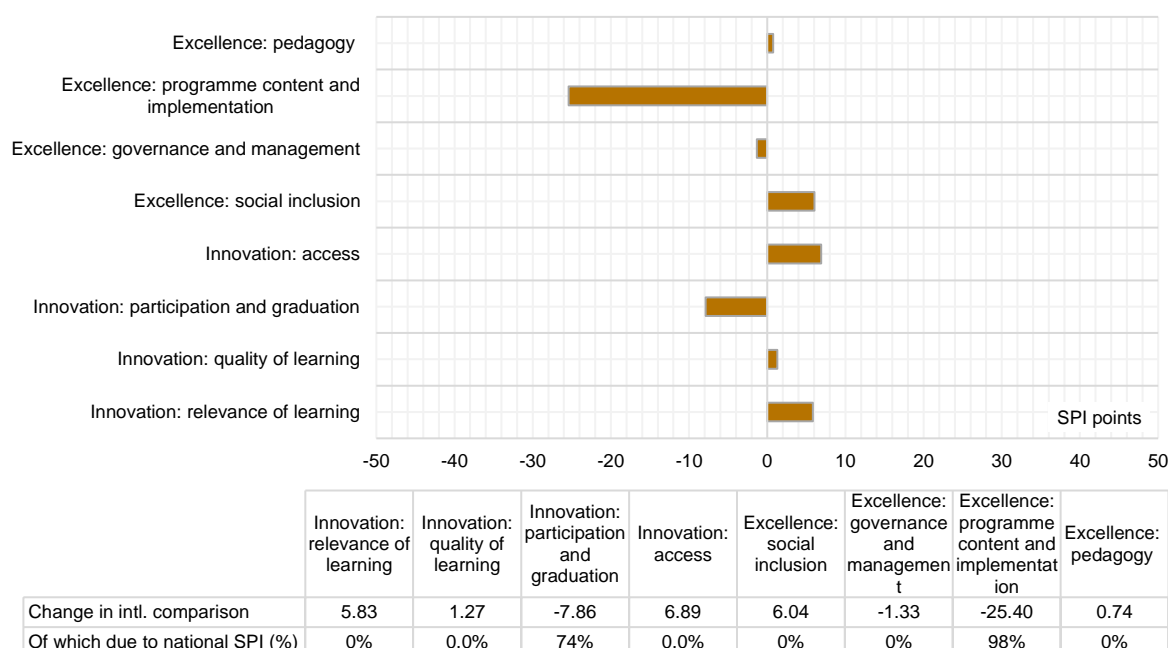 Excellence: pedagogy
Excellence: programme content and
implementation
Excellence: governance and management
Excellence: social inclusion
Innovation: access
Innovation: participation and graduation
Innovation: quality of learning
Innovation: relevance of learning
SPI points
-50 -40 -30 -20 -10 0 10 20 30 40 50
Innovation:
relevance of
learning
Innovation:
quality of
learning
Innovation:
participation
and
graduation
Innovation:
access
Excellence:
social
inclusion
Excellence:
governance
and
managemen
t
Excellence:
programme
content and
implementat
ion
Excellence:
pedagogy
Change in intl. comparison 5.83 1.27 -7.86 6.89 6.04 -1.33 -25.40 0.74
Of which due to national SPI (%) 0% 0.0% 74% 0.0% 0% 0% 98% 0%